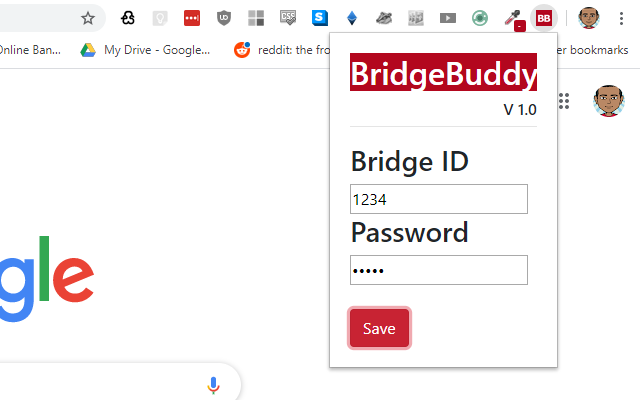 BB
Online Ban...
My Drive - Google...
reddit: the fro
er bookmarks
BridgeBuddy
V 1.0
Bridge ID
1234
Password
•••••
Save
gle